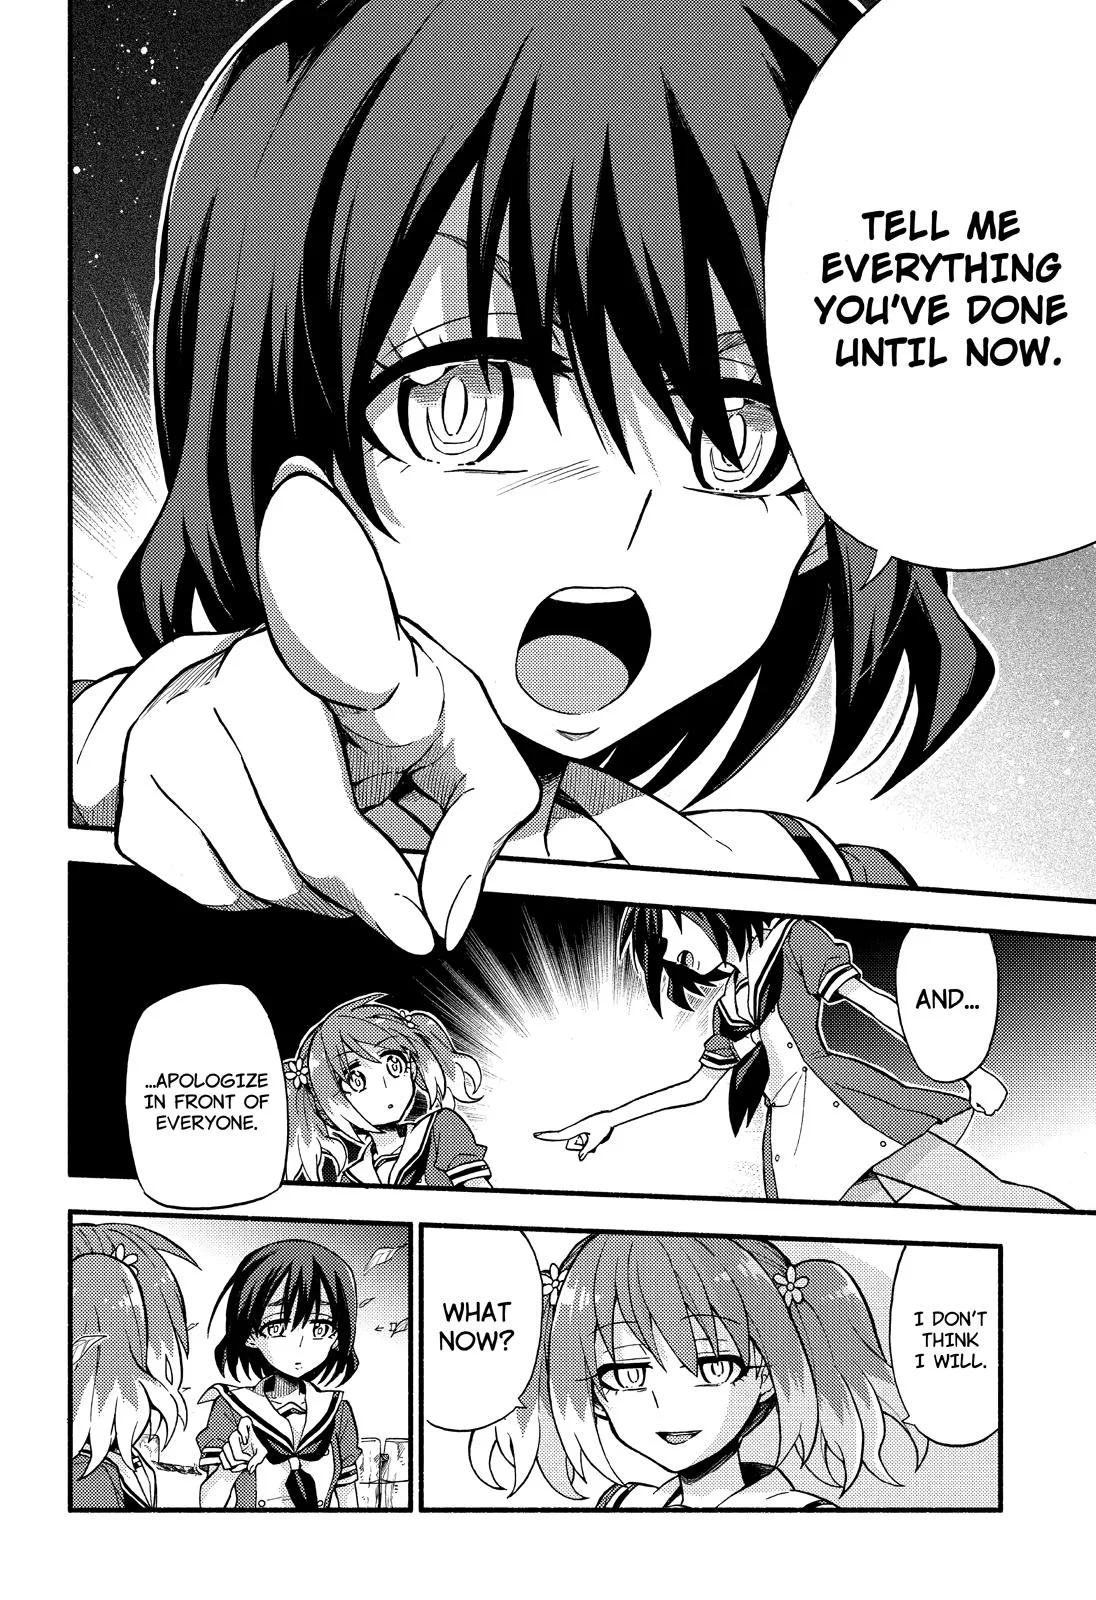 TELL ME
EVERYTHING
YOU'VE DONE
UNTIL NOW.
AND...
...APOLOGIZE
IN FRONT OF
EVERYONE.
I DON'T
THINK
I WILL.
WHAT
NOW?